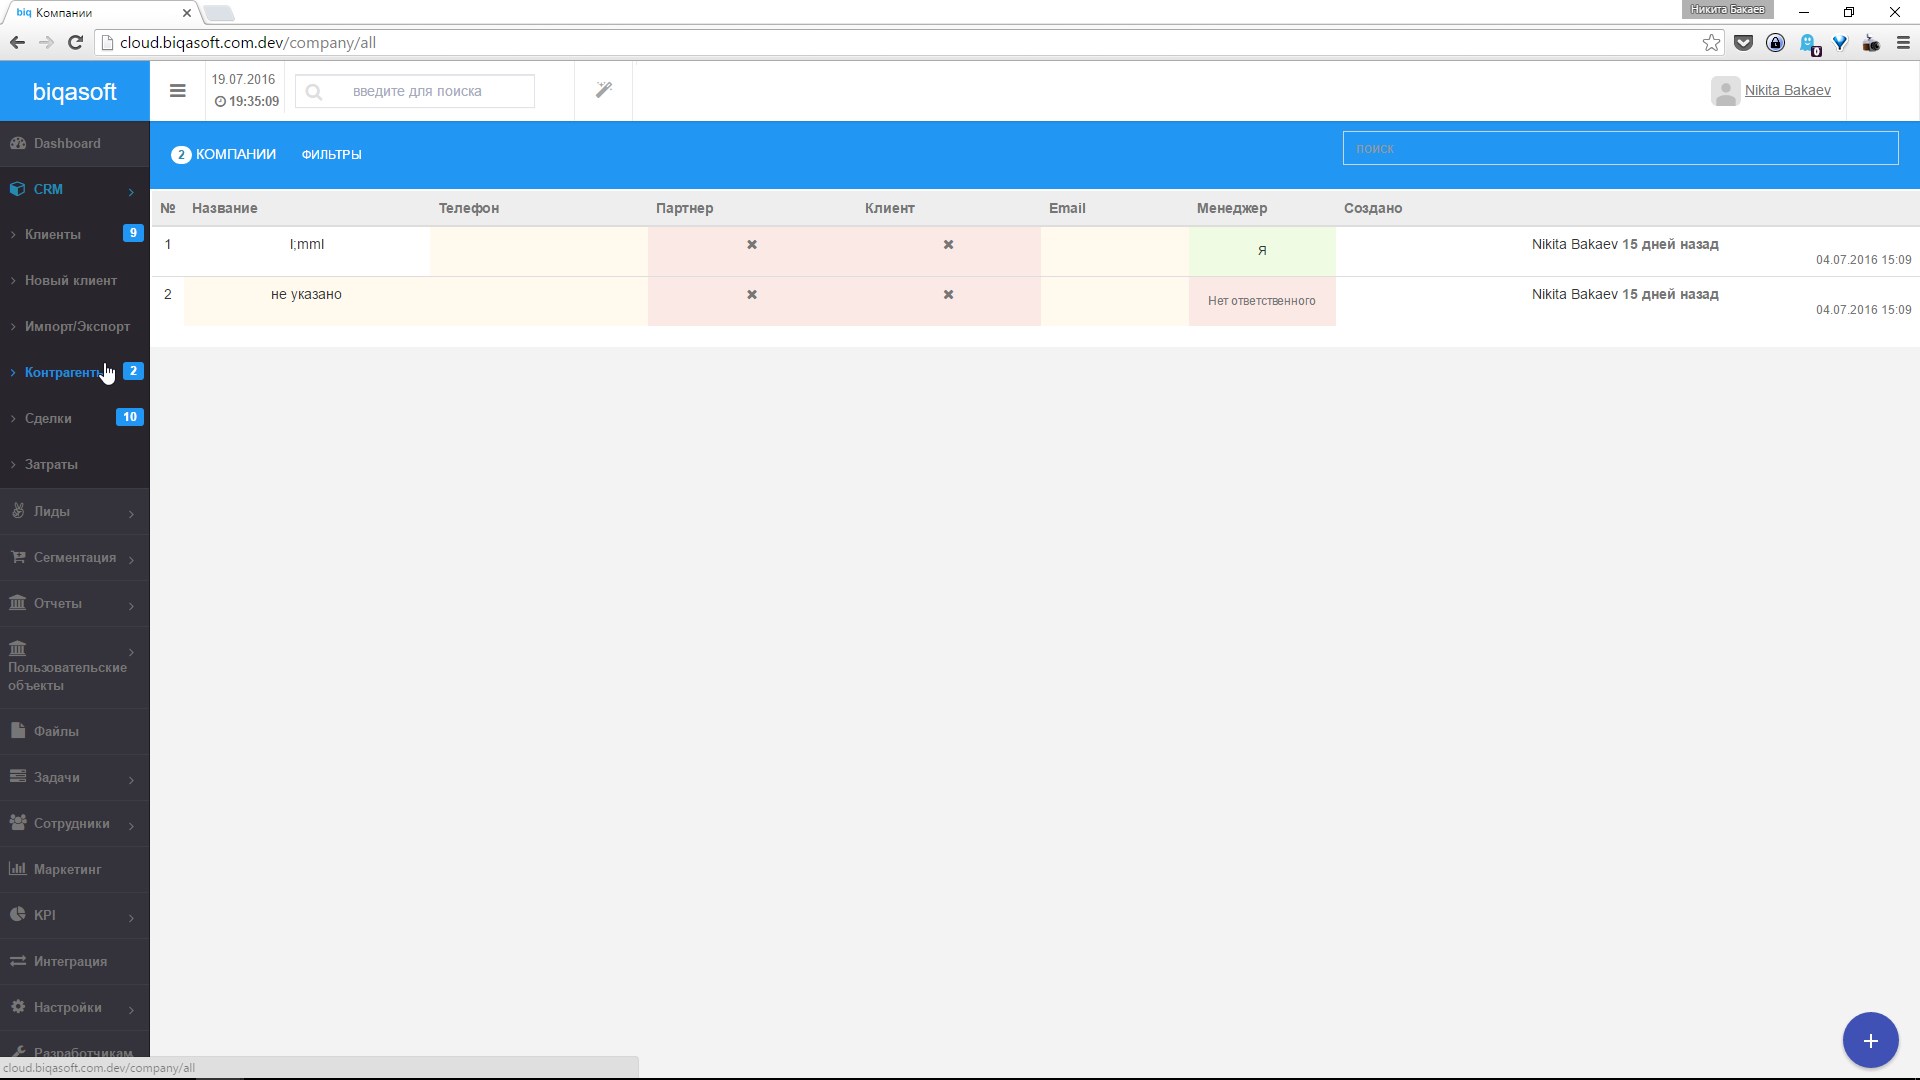 biq Компании
Никита Бакаев
cloud.biqasoft.com.dev/company/all
0
biqasoft
19.07.2016
19:35:09
введите для поиска
Nikita Bakaev
Dashboard
CRM
Клиенты 9
Новый клиент
Импорт/Экспорт
Контрагенты 2
Сделки 10
Затраты
Лиды
Сегментация
Отчеты
Пользовательские
объекты
Файлы
Задачи
Сотрудники
Маркетинг
KPI
Интеграция
Настройки
Разработчикам
2 КОМПАНИИ ФИЛЬТРЫ
поиск
№ Название Телефон Партнер Клиент Email Менеджер Создано
1 l;mml Я Nikita Bakaev 15 дней назад
04.07.2016 15:09
2 не указано Нет ответственного Nikita Bakaev 15 дней назад
04.07.2016 15:09
cloud.biqasoft.com.dev/company/all